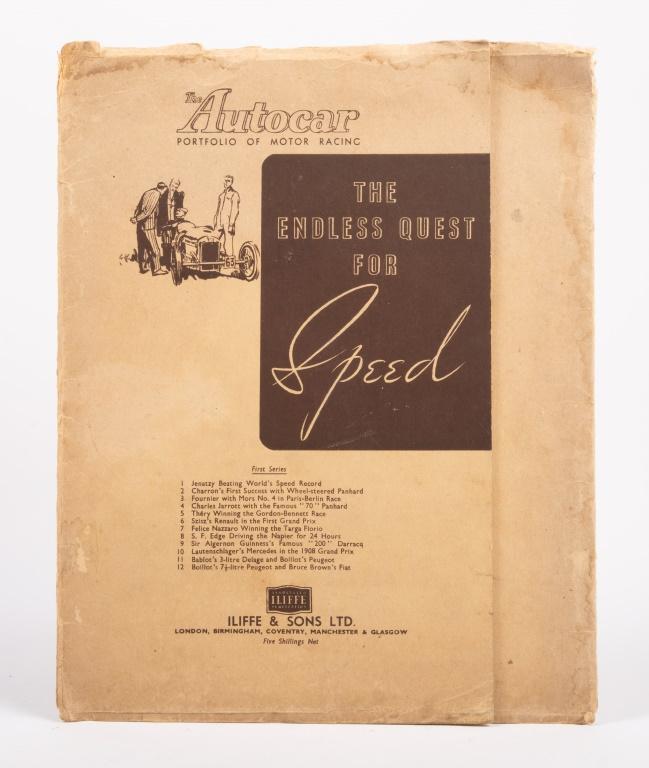 The Autocar
PORTFOLIO OF MOTOR RACING
THE
ENDLESS QUEST
FOR
Speed
63
First Series
1 Jenatzy Beating World's Speed Record
2 Charron's First Success with Wheel-steered Panhard
3 Fournier with Mors No. 4 in Paris-Berlin Race
4 Charles Jarrott with the Famous "70" Panhard
5 Théry Winning the Gordon-Bennett Race
6 Szisz's Renault in the First Grand Prix
7 Felice Nazzaro Winning the Targa Florio
8 S. F. Edge Driving the Napier for 24 Hours
9 Sir Algernon Guinness's Famous "200" Darracq
10 Lautenschlager's Mercedes in the 1908 Grand Prix
11 Bablot's 3-litre Delage and Boillot's Peugeot
12 Boillot's 7½-litre Peugeot and Bruce Brown's Fiat
ASSOCIATED
ILIFFE
PUBLICATION
ILIFFE & SONS LTD.
LONDON, BIRMINGHAM, COVENTRY, MANCHESTER & GLASGOW
Five Shillings Net